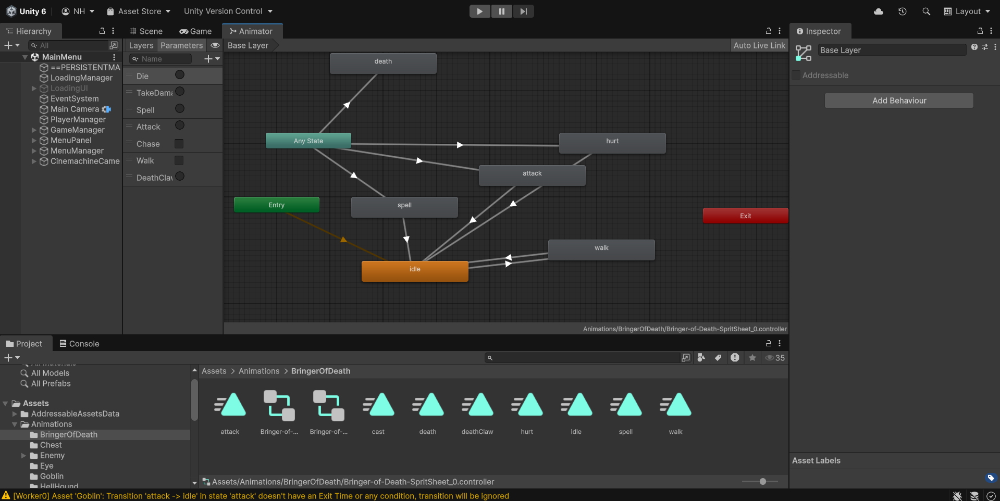 Unity 6
NH
Asset Store
Unity Version Control
Layout
Hierarchy
Scene
Game
Animator
Inspector
All
Layers
Parameters
Base Layer
Auto Live Link
Base Layer
Name
MainMenu
==PERSISTENTMA
LoadingManager
LoadingUI
EventSystem
Main Camera
PlayerManager
GameManager
MenuPanel
MenuManager
CinemachineCame
Die
TakeDama
Spell
Attack
Chase
Walk
DeathClaw
death
Any State
hurt
attack
Entry
spell
Exit
walk
idle
Addressable
Add Behaviour
Animations/BringerOfDeath/Bringer-of-Death-SpritSheet_0.controller
Project
Console
35
All Materials
All Models
All Prefabs
Assets
AddressableAssetsData
Animations
BringerOfDeath
Chest
Enemy
Eye
Goblin
HellHound
Assets > Animations > BringerOfDeath
attack
Bringer-of-...
Bringer-of-...
cast
death
deathClaw
hurt
idle
spell
walk
Assets/Animations/BringerOfDeath/Bringer-of-Death-SpritSheet_0.controller
Asset Labels
[Worker0] Asset 'Goblin': Transition 'attack -> idle' in state 'attack' doesn't have an Exit Time or any condition, transition will be ignored